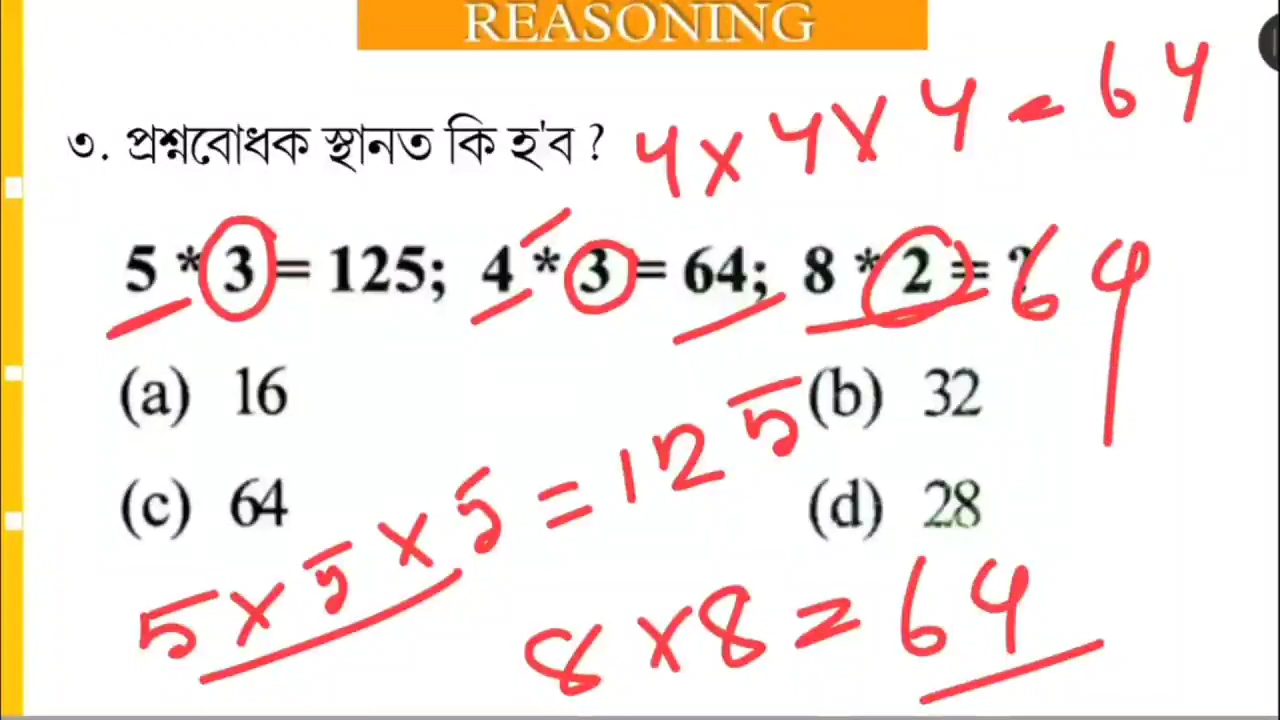 REASONING
৩. প্ৰশ্নবোধক স্থানত কি হ'ব ?
4 x 4 x 4 = 64
5 * 3 = 125; 4 * 3 = 64; 8 * 2 = ?
64
(a) 16
(b) 32
(c) 64
(d) 28
5 x 5 x 5 = 125
8 x 8 = 64